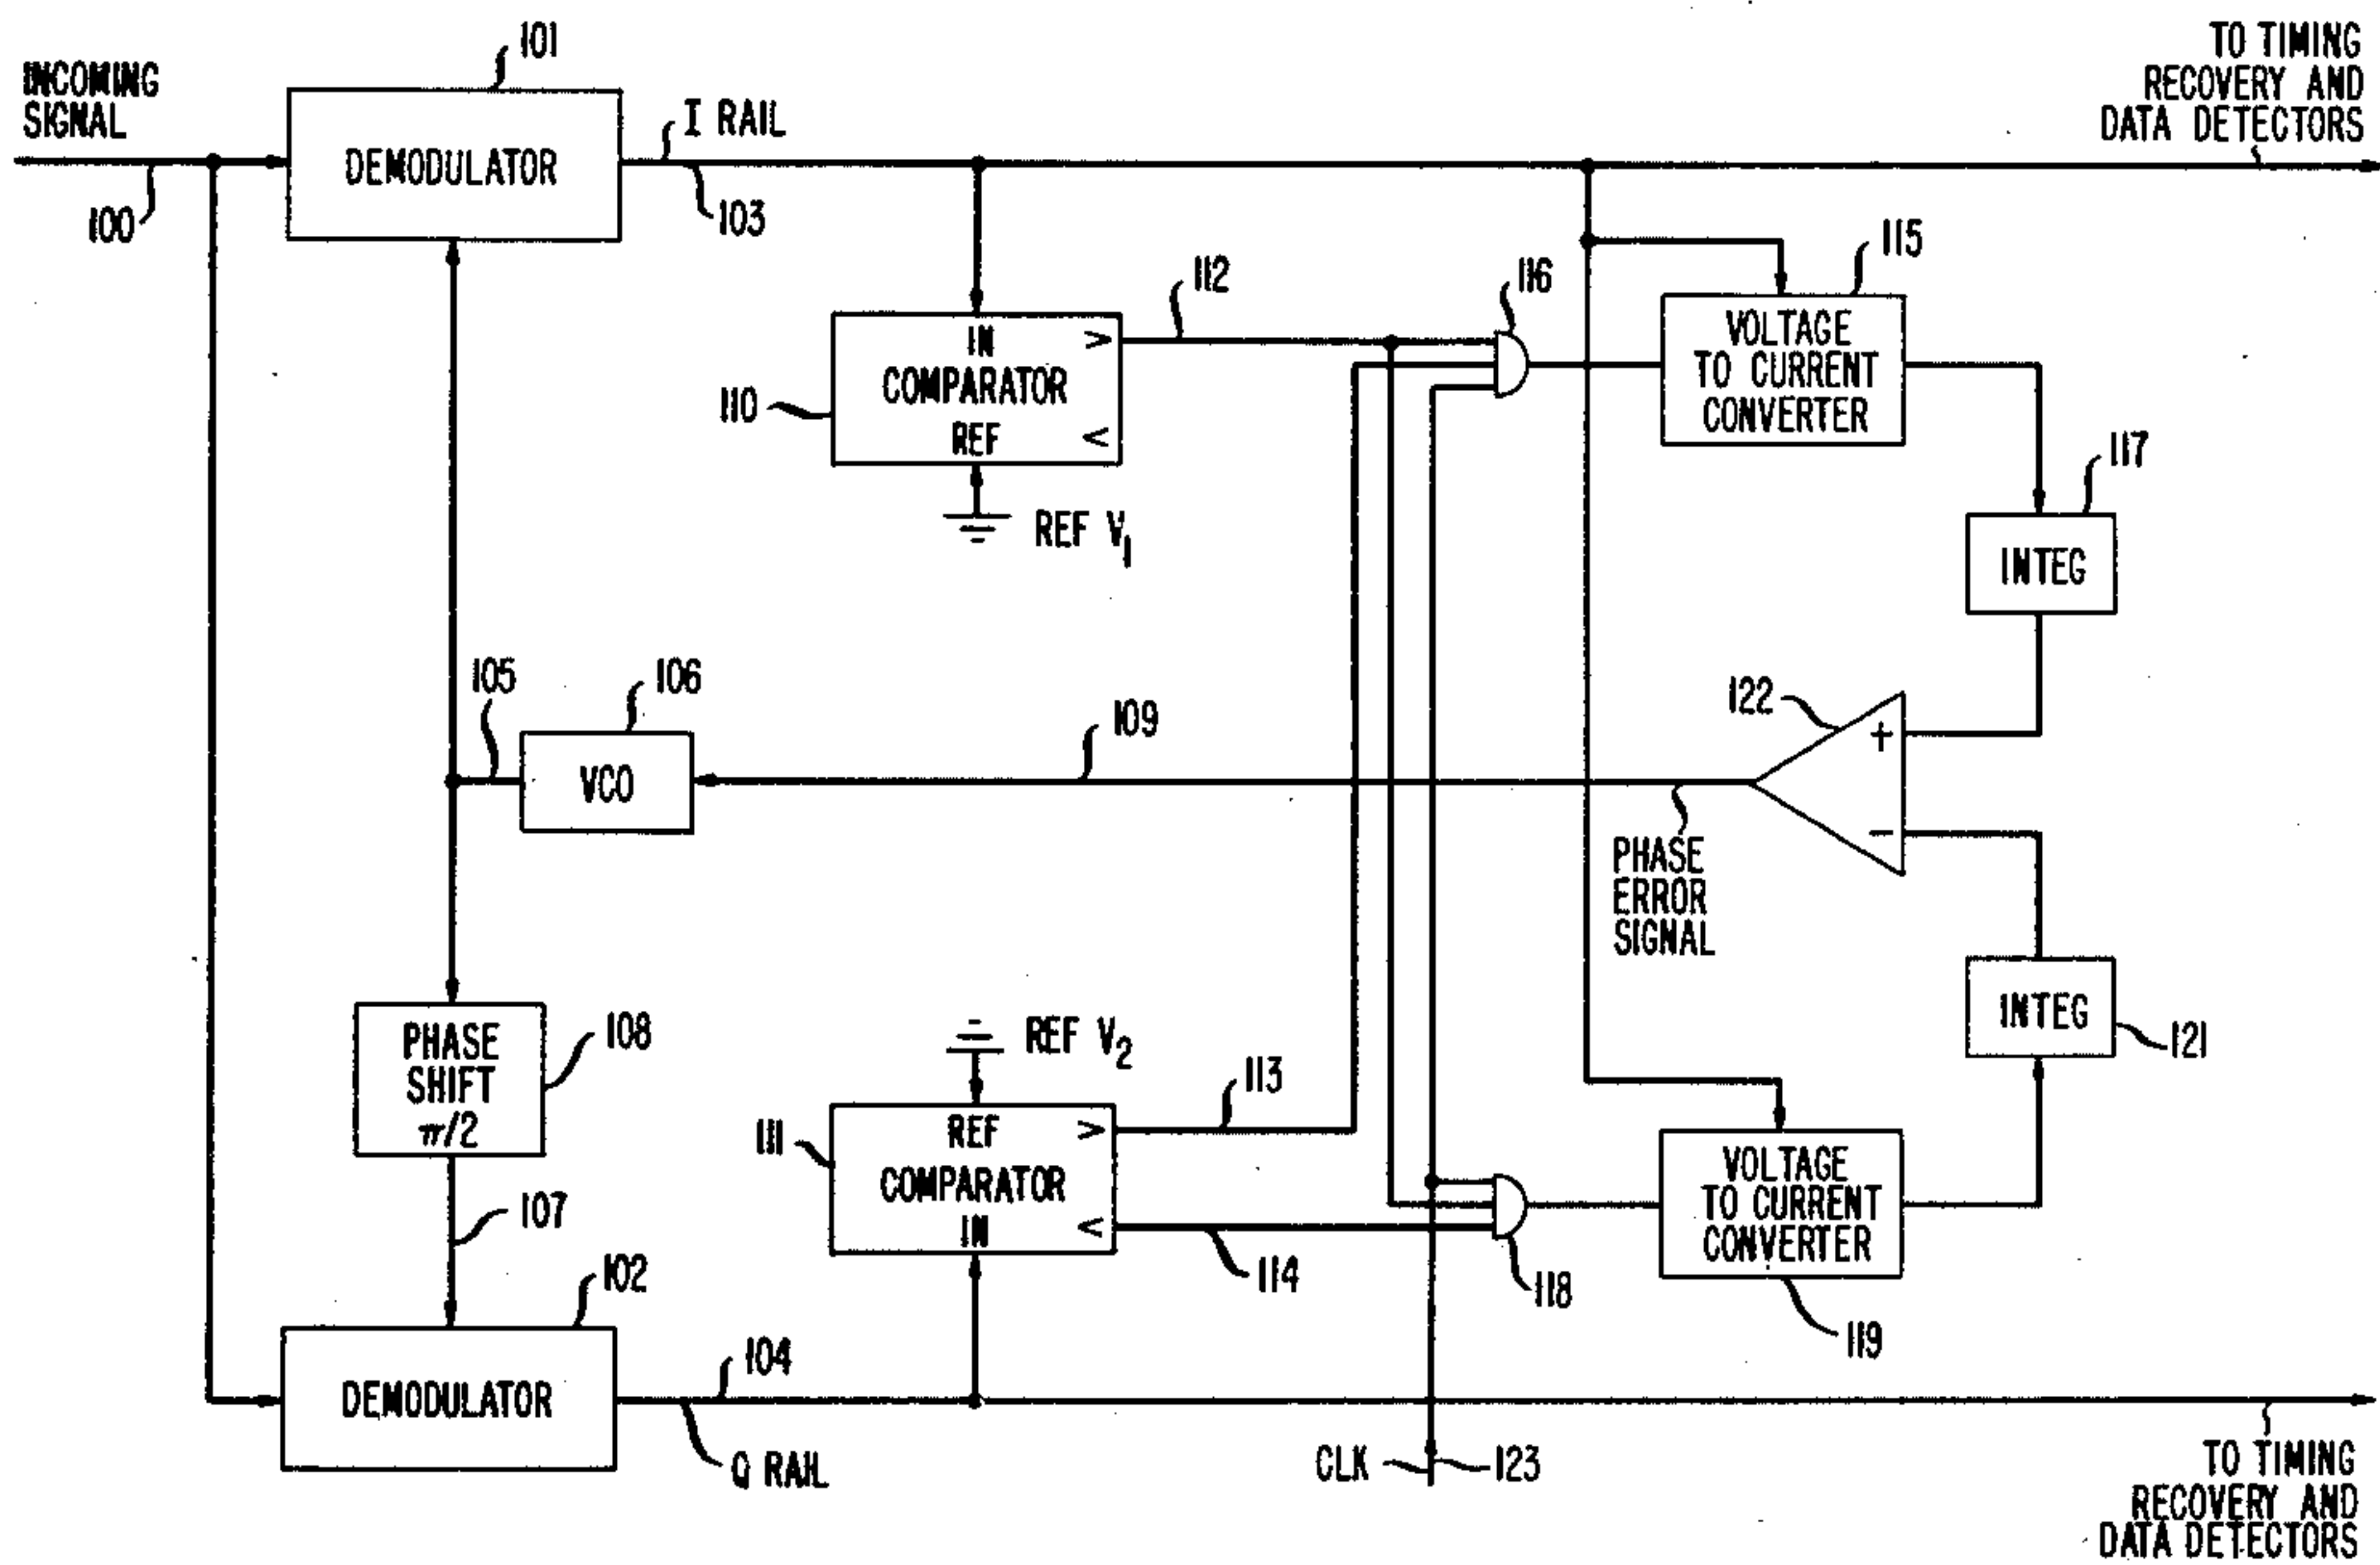 INCOMING
SIGNAL
100
101
DEMODULATOR
I RAIL
103
TO TIMING
RECOVERY AND
DATA DETECTORS
112
116
115
IN
COMPARATOR
REF
>
<
110
REF V1
VOLTAGE
TO CURRENT
CONVERTER
117
INTEG
105
106
VCO
109
122
+
−
PHASE
ERROR
SIGNAL
PHASE
SHIFT
π/2
108
107
REF V2
113
111
REF
COMPARATOR
IN
>
<
114
118
INTEG
121
VOLTAGE
TO CURRENT
CONVERTER
119
102
DEMODULATOR
104
Q RAIL
CLK
123
TO TIMING
RECOVERY AND
DATA DETECTORS